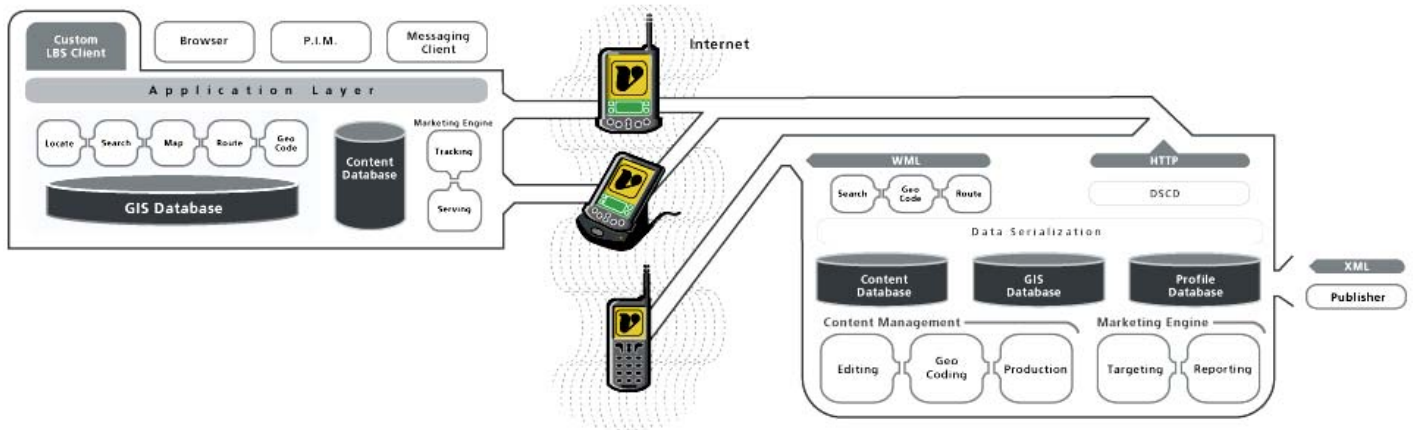 Custom
LBS Client
Browser
P.I.M.
Messaging
Client
Application Layer
Locate
Search
Map
Route
Geo
Code
GIS Database
Content
Database
Marketing Engine
Tracking
Serving
Internet
WML
HTTP
Search
Geo
Code
Route
DSCD
Data Serialization
Content
Database
GIS
Database
Profile
Database
XML
Publisher
Content Management
Marketing Engine
Editing
Geo
Coding
Production
Targeting
Reporting